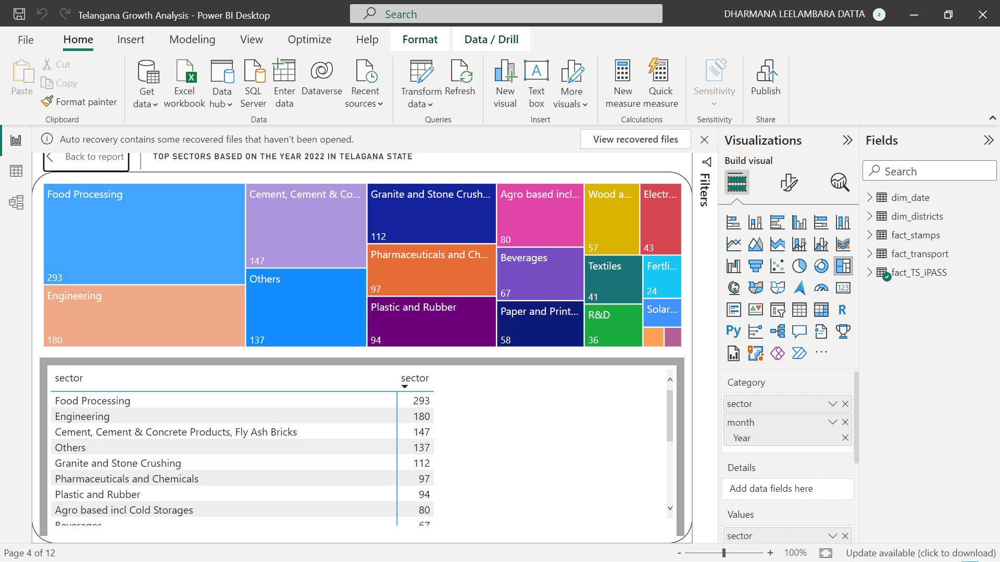 Telangana Growth Analysis - Power BI Desktop
Search
DHARMANA LEELAMBARA DATTA
File Home Insert Modeling View Optimize Help Format Data / Drill
Paste
Cut
Copy
Format painter
Clipboard
Get data
Excel workbook
Data hub
SQL Server
Enter data
Dataverse
Recent sources
Data
Transform data
Refresh
Queries
New visual
Text box
More visuals
Insert
New measure
Quick measure
Calculations
Sensitivity
Sensitivity
Publish
Share
Auto recovery contains some recovered files that haven't been opened.
View recovered files
Back to report
TOP SECTORS BASED ON THE YEAR 2022 IN TELAGANA STATE
Food Processing
293
Engineering
180
Cement, Cement & Co...
147
Others
137
Granite and Stone Crush...
112
Pharmaceuticals and Ch...
97
Plastic and Rubber
94
Agro based incl...
80
Beverages
67
Paper and Print...
58
Wood a...
57
Electr...
43
Textiles
41
Fertli...
24
R&D
36
Solar...
sector sector
Food Processing 293
Engineering 180
Cement, Cement & Concrete Products, Fly Ash Bricks 147
Others 137
Granite and Stone Crushing 112
Pharmaceuticals and Chemicals 97
Plastic and Rubber 94
Agro based incl Cold Storages 80
Beverages 67
Filters
Visualizations
Build visual
123
R
Py
Category
sector
month
Year
Details
Add data fields here
Values
sector
Fields
Search
dim_date
dim_districts
fact_stamps
fact_transport
fact_TS_iPASS
Page 4 of 12
- + 100%
Update available (click to download)